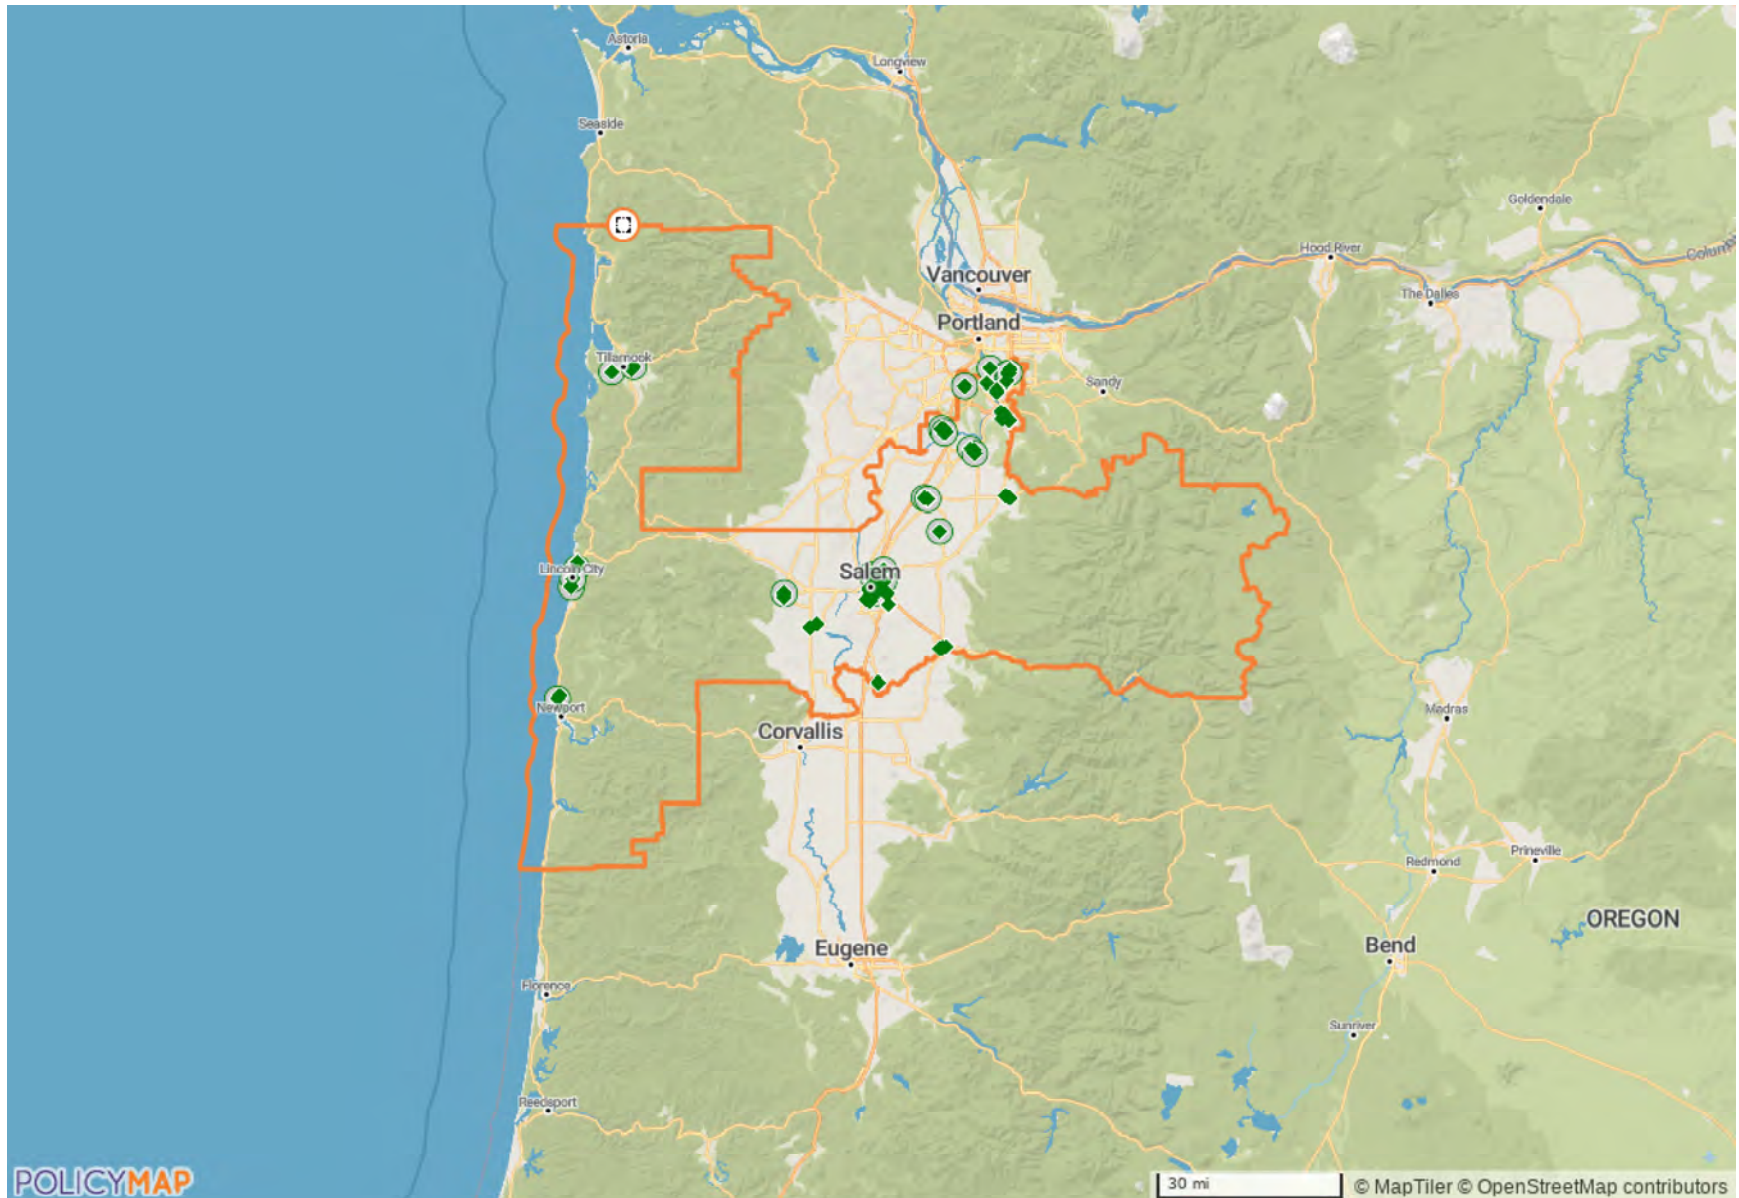 Astoria
Longview
Seaside
Goldendale
Hood River
Columb
Vancouver
The Dalles
Portland
Tillamook
Sandy
Lincoln City
Salem
Newport
Madras
Corvallis
Prineville
Redmond
OREGON
Eugene
Bend
Florence
Sunriver
Reedsport
POLICYMAP
30 mi
© MapTiler © OpenStreetMap contributors